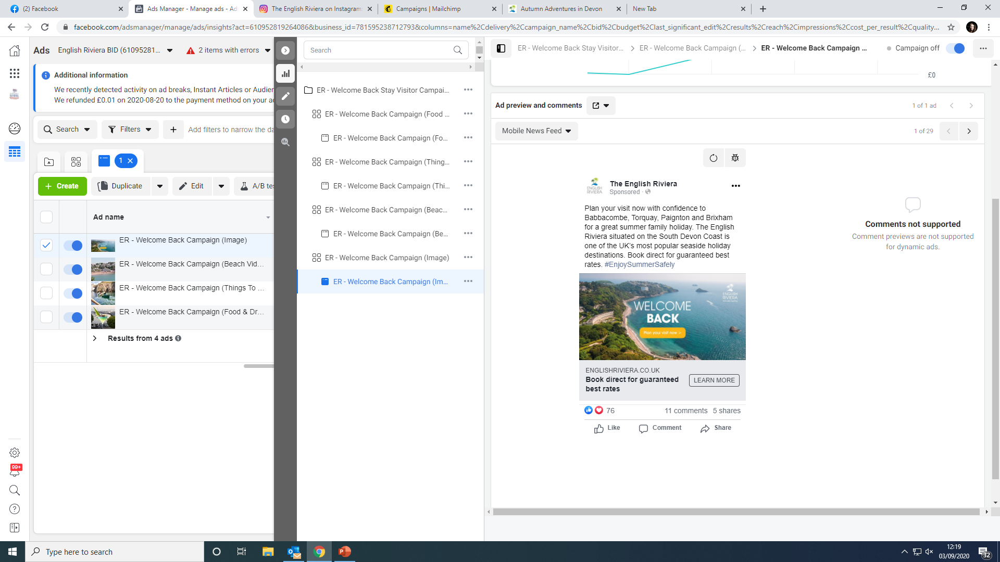 (2) Facebook
Ads Manager - Manage ads - Ad
The English Riviera on Instagram
Campaigns | Mailchimp
Autumn Adventures in Devon
New Tab
facebook.com/adsmanager/manage/ads/insights?act=610952819264086&business_id=781595238712793&columns=name%2Cdelivery%2Ccampaign_name%2Cbid%2Cbudget%2Clast_significant_edit%2Cresults%2Creach%2Cimpressions%2Ccost_per_result%2Cquality...
Ads
English Riviera BID (61095281...
2 items with errors
Additional information
We recently detected activity on ad breaks, Instant Articles or Audien
We refunded £0.01 on 2020-08-20 to the payment method on your ad
Search
Filters
Add filters to narrow the da
1
Create
Duplicate
Edit
A/B tes
Ad name
ER - Welcome Back Campaign (Image)
ER - Welcome Back Campaign (Beach Vid...
ER - Welcome Back Campaign (Things To ...
ER - Welcome Back Campaign (Food & Dr...
Results from 4 ads
99+
Search
ER - Welcome Back Stay Visitor Campai...
ER - Welcome Back Campaign (Food ...
ER - Welcome Back Campaign (Fo...
ER - Welcome Back Campaign (Thing...
ER - Welcome Back Campaign (Thi...
ER - Welcome Back Campaign (Beac...
ER - Welcome Back Campaign (Be...
ER - Welcome Back Campaign (Image)
ER - Welcome Back Campaign (Im...
ER - Welcome Back Stay Visitor...
ER - Welcome Back Campaign (...
ER - Welcome Back Campaign ...
Campaign off
£0
Ad preview and comments
1 of 1 ad
Mobile News Feed
1 of 29
ENGLISH
RIVIERA
The English Riviera
Sponsored ·
Plan your visit now with confidence to
Babbacombe, Torquay, Paignton and Brixham
for a great summer family holiday. The English
Riviera situated on the South Devon Coast is
one of the UK's most popular seaside holiday
destinations. Book direct for guaranteed best
rates. #EnjoySummerSafely
ENGLISH
RIVIERA
WELCOME
BACK
Plan your visit now >
ENGLISHRIVIERA.CO.UK
Book direct for guaranteed
best rates
LEARN MORE
76
11 comments
5 shares
Like
Comment
Share
Comments not supported
Comment previews are not supported
for dynamic ads.
Type here to search
12:19
03/09/2020
32